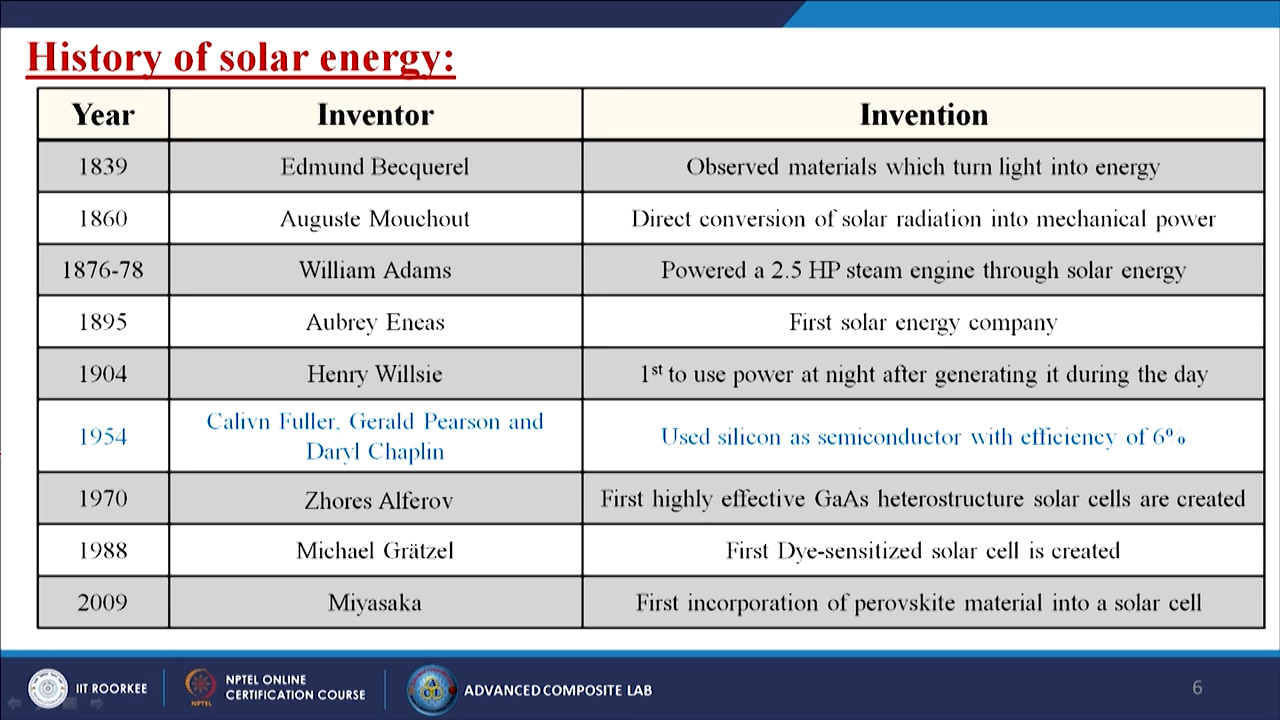 History of solar energy:
Year Inventor Invention
1839 Edmund Becquerel Observed materials which turn light into energy
1860 Auguste Mouchout Direct conversion of solar radiation into mechanical power
1876-78 William Adams Powered a 2.5 HP steam engine through solar energy
1895 Aubrey Eneas First solar energy company
1904 Henry Willsie 1st to use power at night after generating it during the day
1954 Calivn Fuller, Gerald Pearson and
Daryl Chaplin Used silicon as semiconductor with efficiency of 6%
1970 Zhores Alferov First highly effective GaAs heterostructure solar cells are created
1988 Michael Grätzel First Dye-sensitized solar cell is created
2009 Miyasaka First incorporation of perovskite material into a solar cell
IIT ROORKEE
NPTEL
NPTEL ONLINE
CERTIFICATION COURSE
ACL
ADVANCED COMPOSITE LAB
6